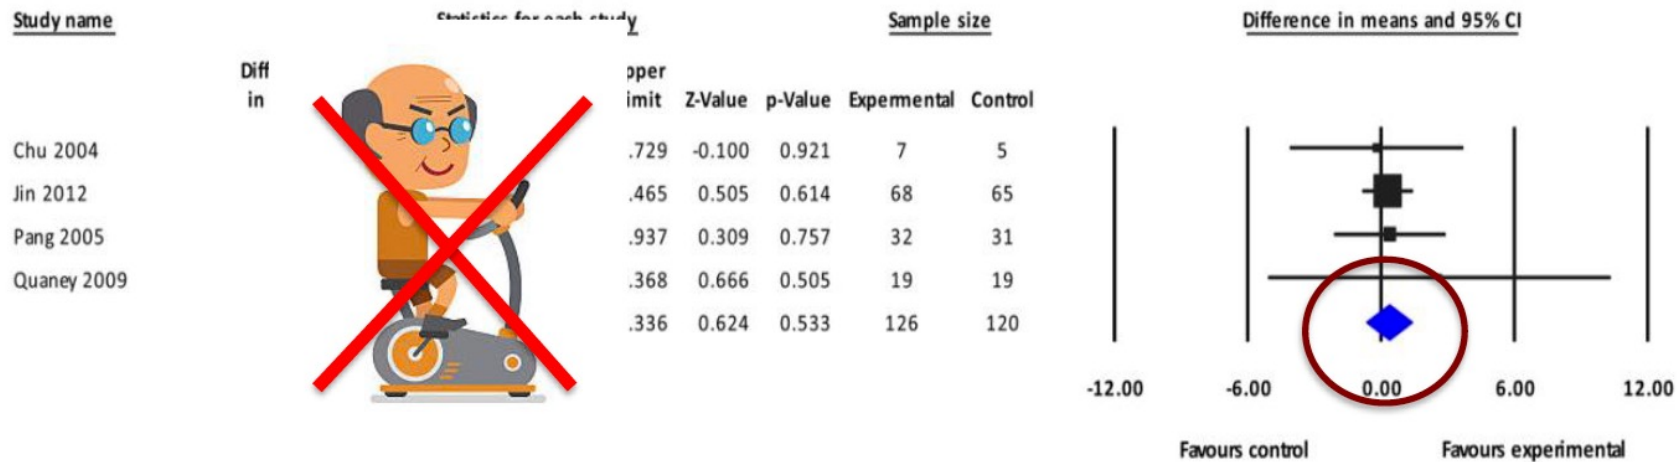 Study name Statistics for each study Sample size Difference in means and 95% CI
Diff pper
in imit Z-Value p-Value Expermental Control
Chu 2004 .729 -0.100 0.921 7 5
Jin 2012 .465 0.505 0.614 68 65
Pang 2005 .937 0.309 0.757 32 31
Quaney 2009 .368 0.666 0.505 19 19
.336 0.624 0.533 126 120
-12.00 -6.00 0.00 6.00 12.00
Favours control Favours experimental